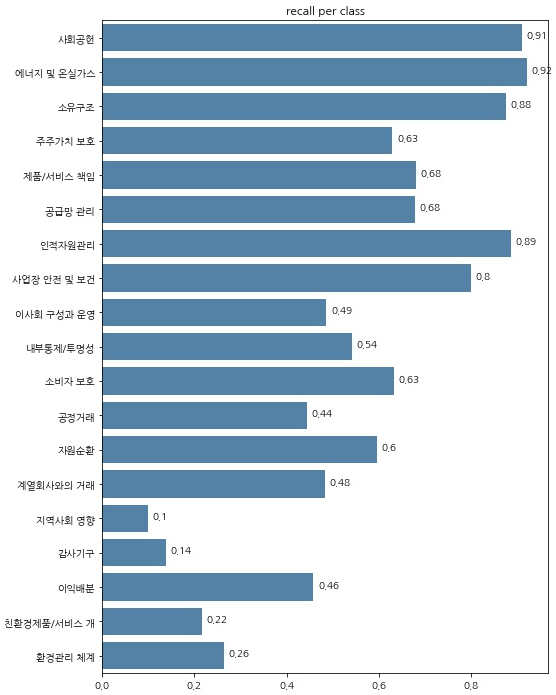 recall per class
사회공헌 0.91
에너지 및 온실가스 0.92
소유구조 0.88
주주가치 보호 0.63
제품/서비스 책임 0.68
공급망 관리 0.68
인적자원관리 0.89
사업장 안전 및 보건 0.8
이사회 구성과 운영 0.49
내부통제/투명성 0.54
소비자 보호 0.63
공정거래 0.44
자원순환 0.6
계열회사와의 거래 0.48
지역사회 영향 0.1
감사기구 0.14
이익배분 0.46
친환경제품/서비스 개 0.22
환경관리 체계 0.26
0.0 0.2 0.4 0.6 0.8